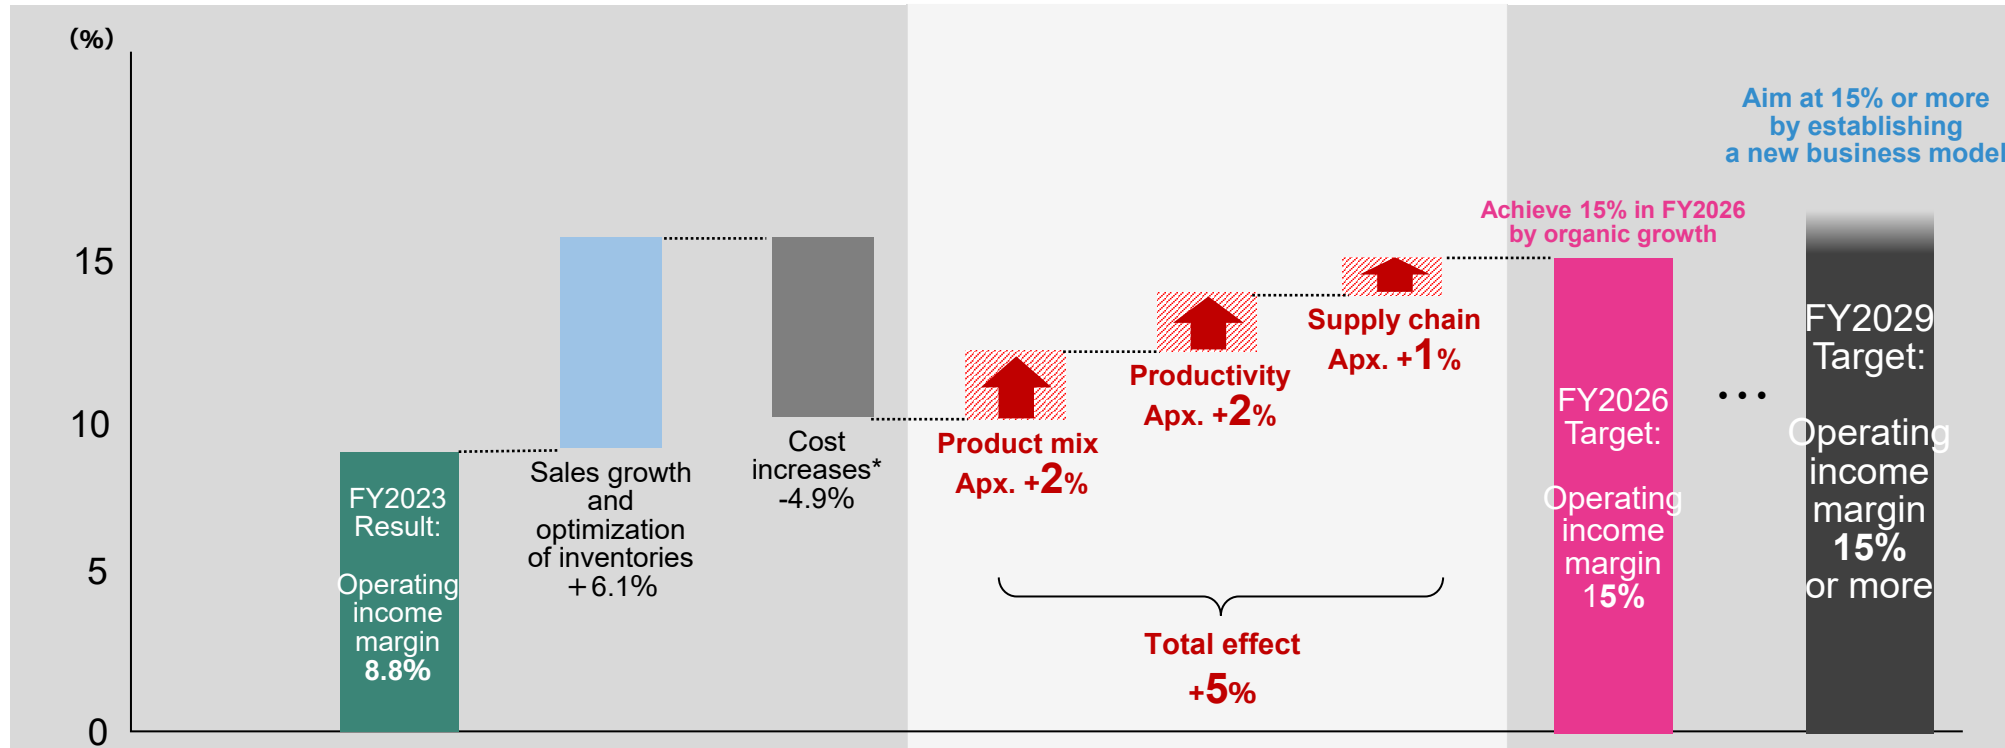 (%)
15
10
5
0
FY2023
Result:
Operating
income
margin
8.8%
Sales growth
and
optimization
of inventories
+6.1%
Cost
increases*
-4.9%
Product mix
Apx. +2%
Productivity
Apx. +2%
Supply chain
Apx. +1%
Total effect
+5%
Achieve 15% in FY2026
by organic growth
FY2026
Target:
Operating
income
margin
15%
...
Aim at 15% or more
by establishing
a new business model
FY2029
Target:
Operating
income
margin
15%
or more